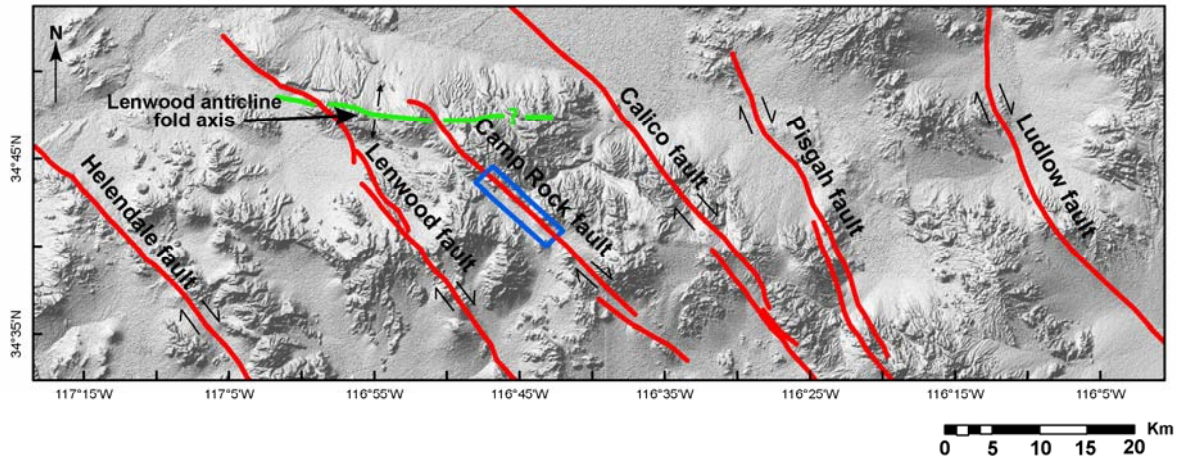 N
Lenwood anticline
fold axis
?
Helendale fault
Lenwood fault
Camp Rock fault
Calico fault
Pisgah fault
Ludlow fault
34°45'N
34°35'N
117°15'W
117°5'W
116°55'W
116°45'W
116°35'W
116°25'W
116°15'W
116°5'W
Km
0 5 10 15 20